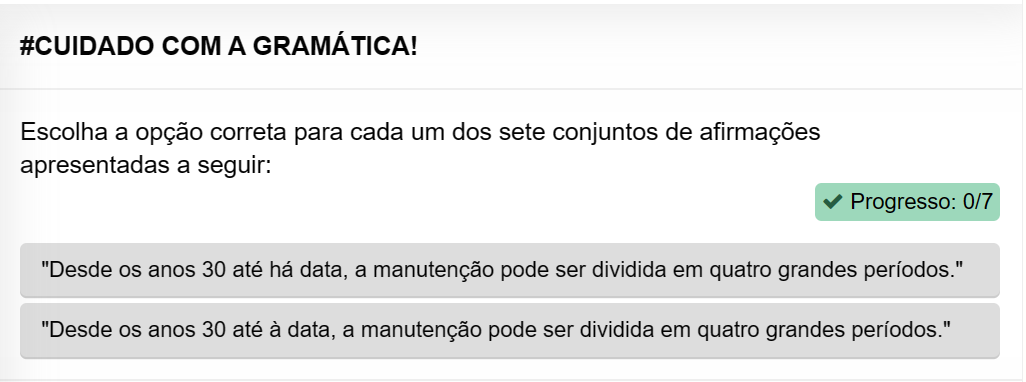 #CUIDADO COM A GRAMÁTICA!
Escolha a opção correta para cada um dos sete conjuntos de afirmações
apresentadas a seguir:
✔ Progresso: 0/7
"Desde os anos 30 até há data, a manutenção pode ser dividida em quatro grandes períodos."
"Desde os anos 30 até à data, a manutenção pode ser dividida em quatro grandes períodos."